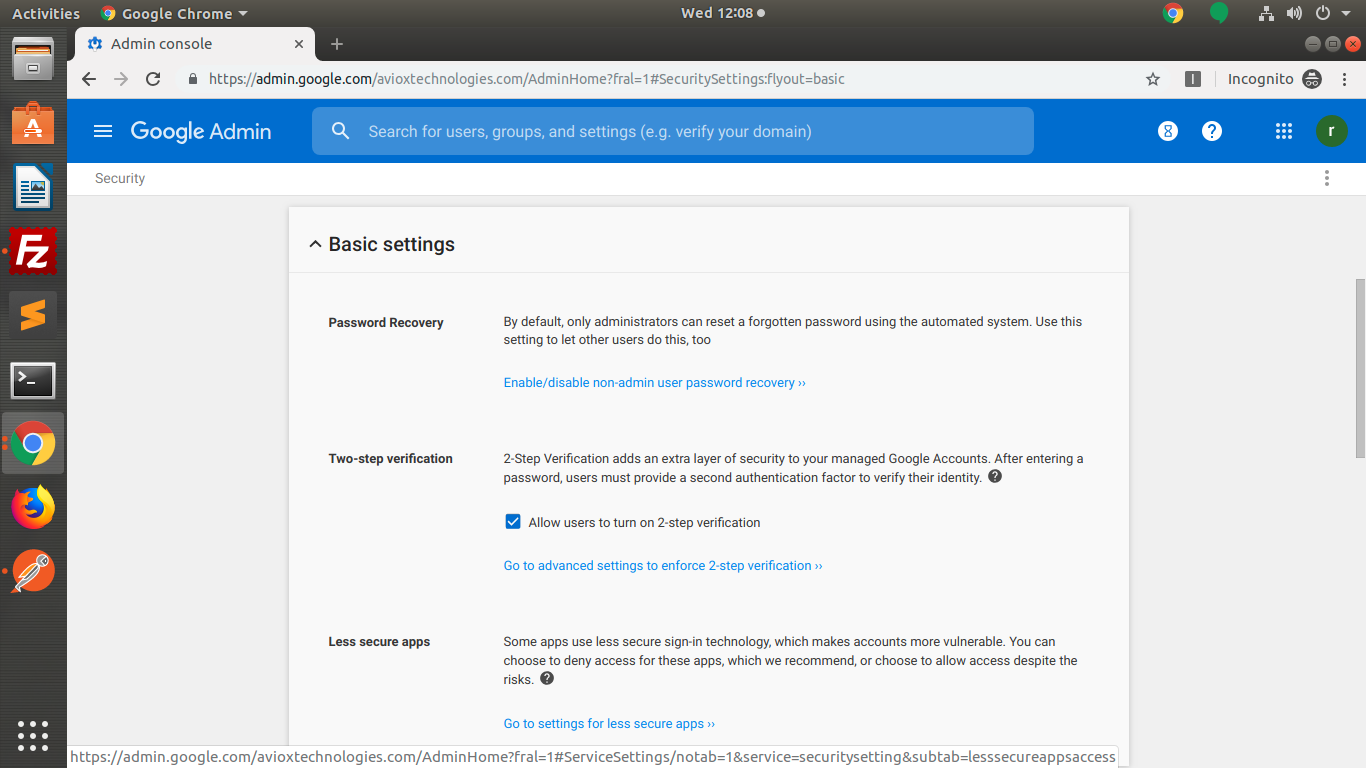 Activities
Google Chrome
Wed 12:08
Admin console
https://admin.google.com/avioxtechnologies.com/AdminHome?fral=1#SecuritySettings:flyout=basic
Incognito
Google Admin
Search for users, groups, and settings (e.g. verify your domain)
r
Security
Basic settings
Password Recovery
By default, only administrators can reset a forgotten password using the automated system. Use this
setting to let other users do this, too
Enable/disable non-admin user password recovery ››
Two-step verification
2-Step Verification adds an extra layer of security to your managed Google Accounts. After entering a
password, users must provide a second authentication factor to verify their identity.
Allow users to turn on 2-step verification
Go to advanced settings to enforce 2-step verification ››
Less secure apps
Some apps use less secure sign-in technology, which makes accounts more vulnerable. You can
choose to deny access for these apps, which we recommend, or choose to allow access despite the
risks.
Go to settings for less secure apps ››
https://admin.google.com/avioxtechnologies.com/AdminHome?fral=1#ServiceSettings/notab=1&service=securitysetting&subtab=lesssecureappsaccess